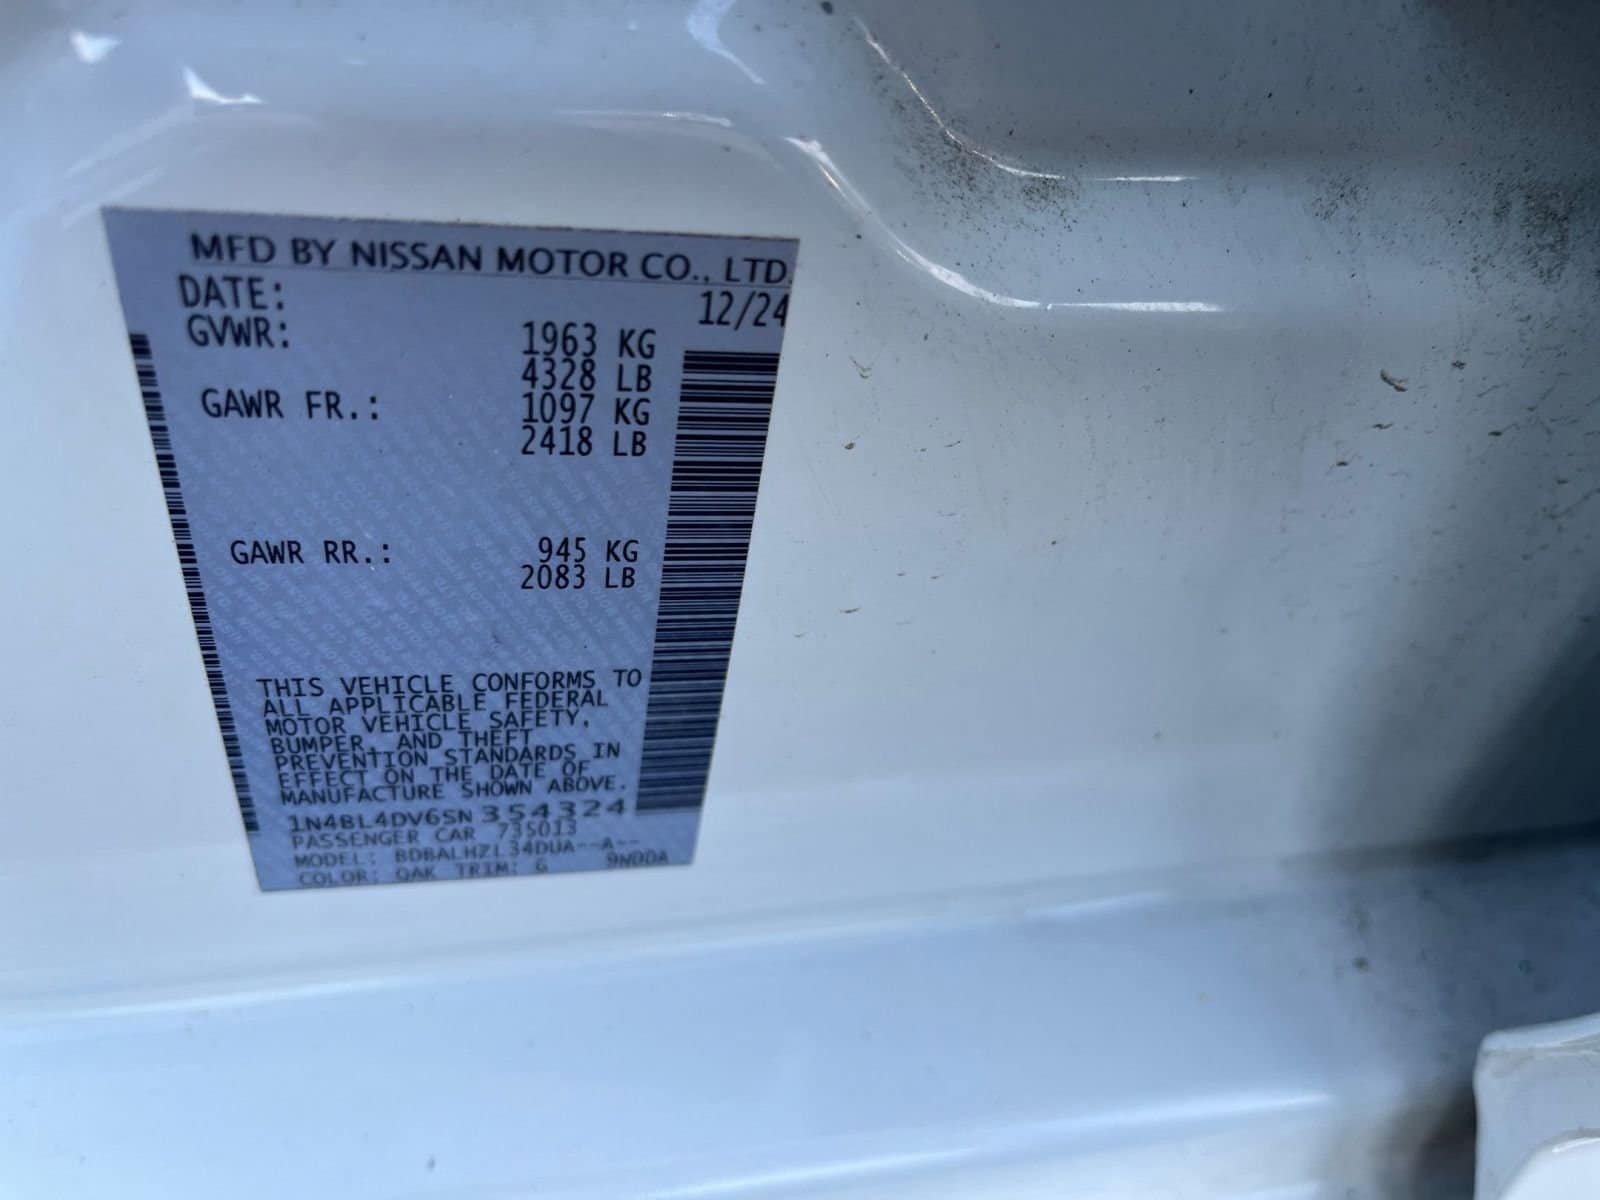 MFD BY NISSAN MOTOR CO., LTD.
DATE: 12/24
GVWR: 1963 KG
4328 LB
GAWR FR.: 1097 KG
2418 LB
GAWR RR.: 945 KG
2083 LB
THIS VEHICLE CONFORMS TO
ALL APPLICABLE FEDERAL
MOTOR VEHICLE SAFETY,
BUMPER, AND THEFT
PREVENTION STANDARDS IN
EFFECT ON THE DATE OF
MANUFACTURE SHOWN ABOVE.
1N4BL4DV6SN354324
PASSENGER CAR 735013
MODEL: BDBALHZL34DUA--A--
COLOR: QAK TRIM: G 9NDDA